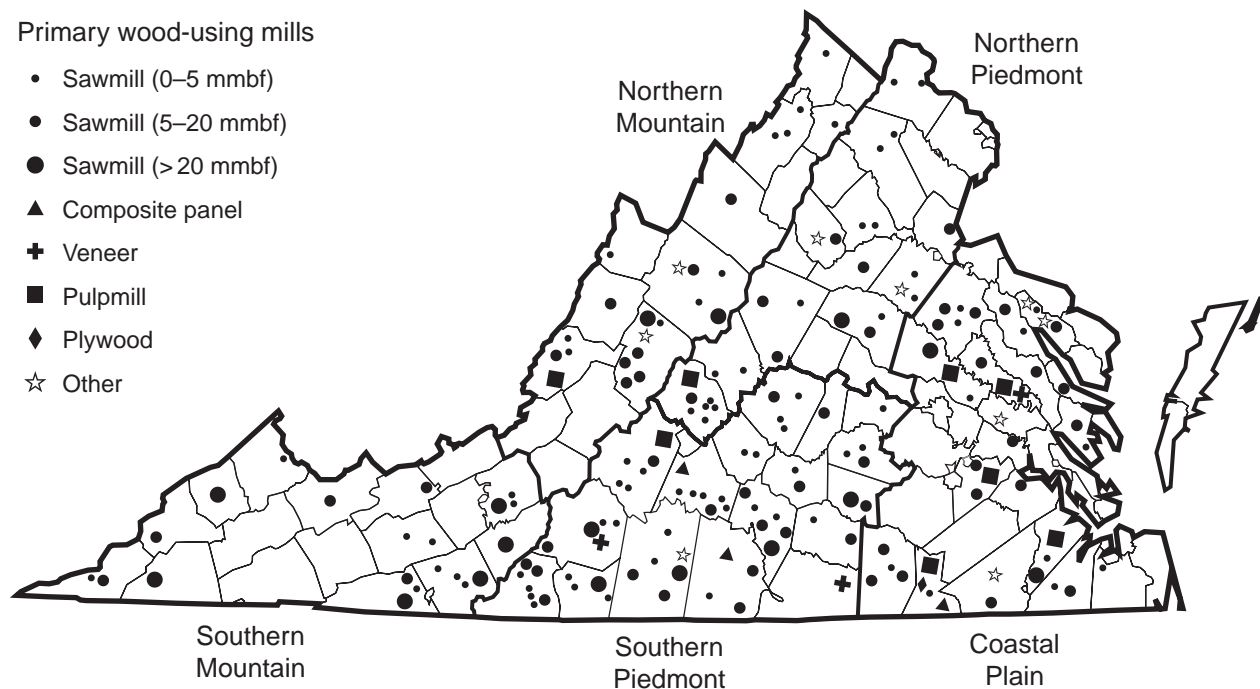 Primary wood-using mills
Sawmill (0–5 mmbf)
Sawmill (5–20 mmbf)
Sawmill (> 20 mmbf)
Composite panel
Veneer
Pulpmill
Plywood
Other
Northern
Mountain
Northern
Piedmont
Southern
Mountain
Southern
Piedmont
Coastal
Plain